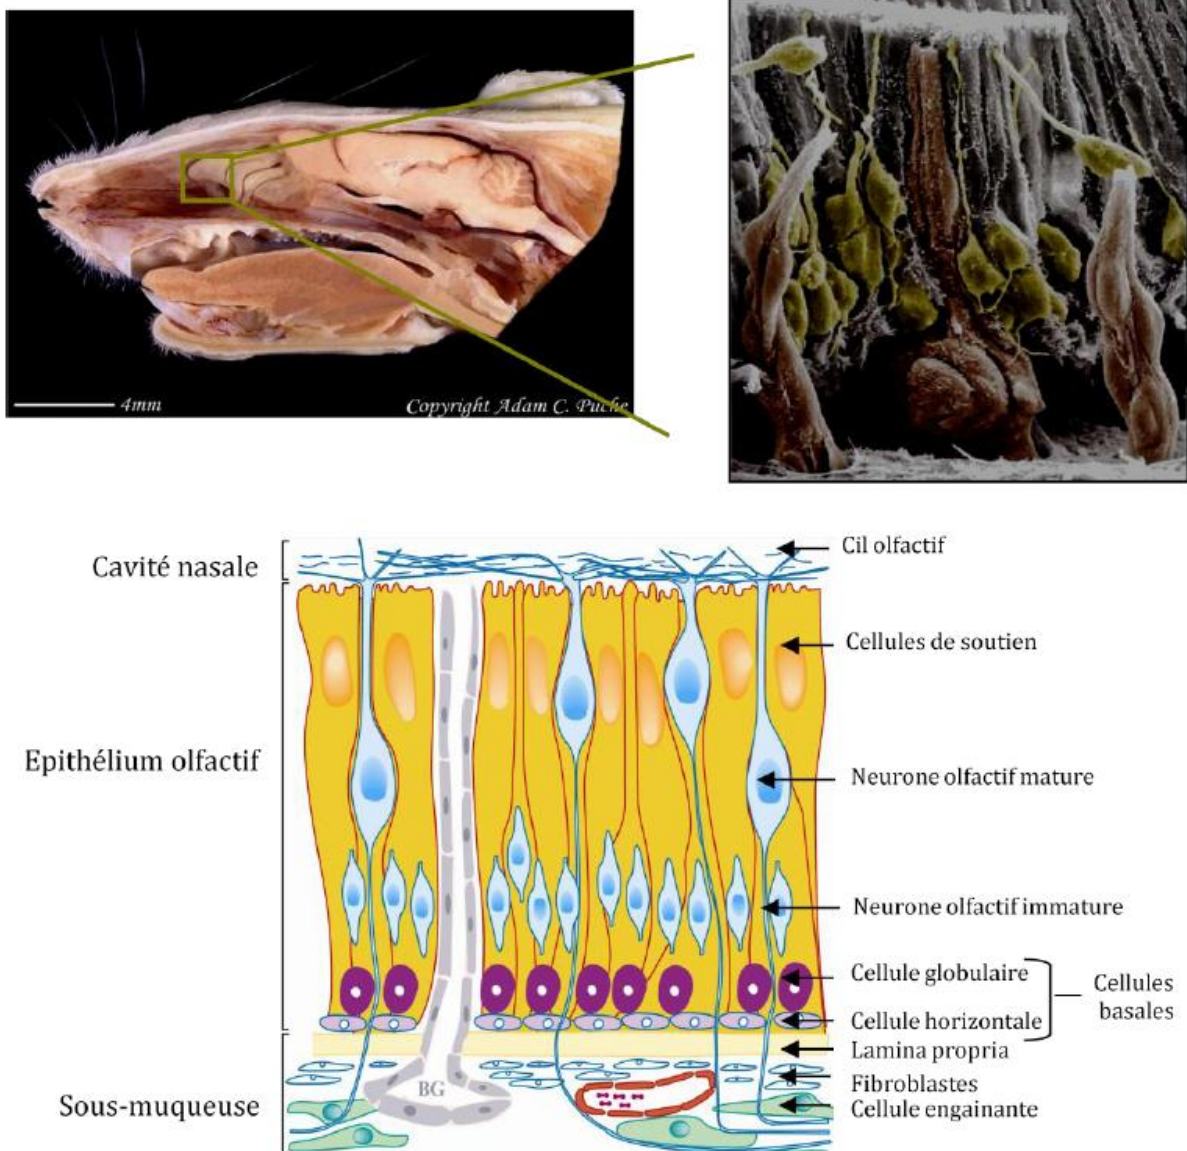 4mm
Copyright Adam C. Puche
Cavité nasale
Cil olfactif
Cellules de soutien
Epithélium olfactif
Neurone olfactif mature
Neurone olfactif immature
Cellule globulaire
Cellules
basales
Cellule horizontale
Lamina propria
Fibroblastes
BG
Sous-muqueuse
Cellule engainante